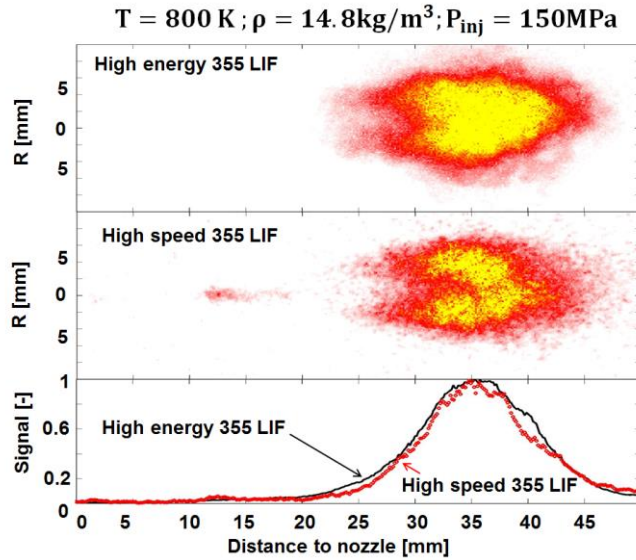 T = 800 K ; ρ = 14.8kg/m³; P_inj = 150MPa
High energy 355 LIF
R [mm]
5
0
5
High speed 355 LIF
R [mm]
5
0
5
Signal [-]
1
0.6
0.2
0
High energy 355 LIF
High speed 355 LIF
0 5 10 15 20 25 30 35 40 45
Distance to nozzle [mm]